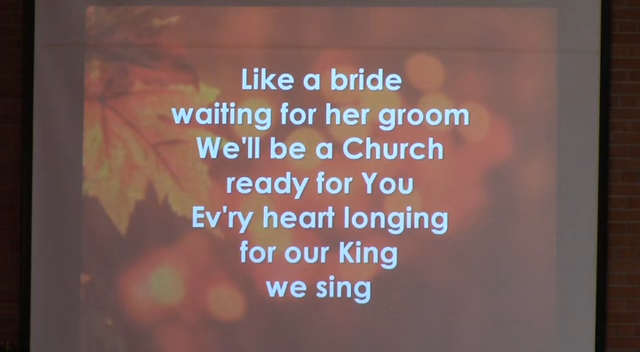 Like a bride
waiting for her groom
We'll be a Church
ready for You
Ev'ry heart longing
for our King
we sing